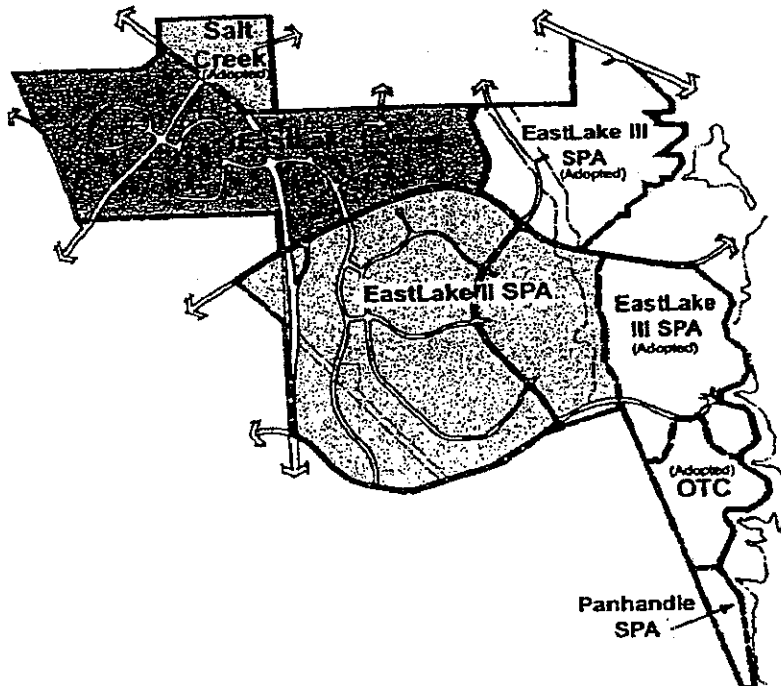 Salt
Creek
(Adopted)
EastLake III
SPA
(Adopted)
EastLake II SPA
EastLake
III SPA
(Adopted)
(Adopted)
OTC
Panhandle
SPA